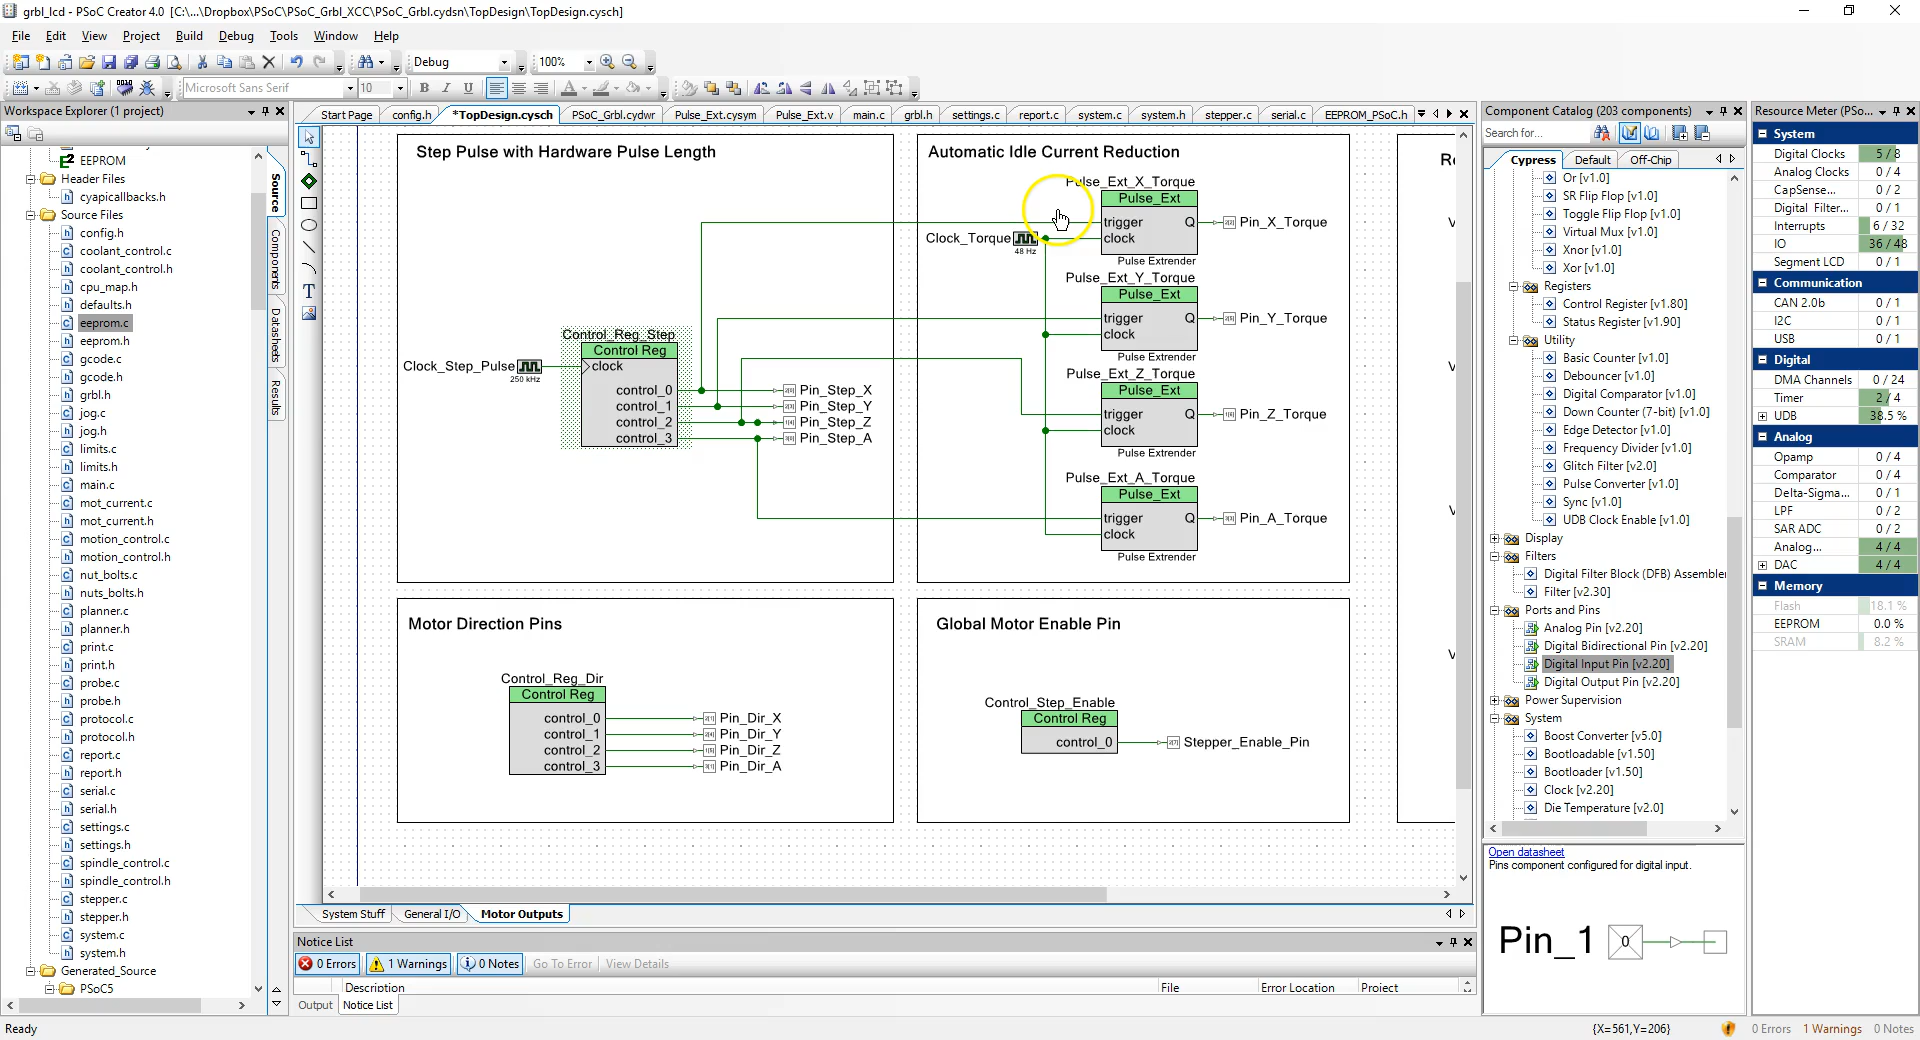 grbl_lcd - PSoC Creator 4.0 [C:\...\Dropbox\PSoC\PSoC_Grbl_XCC\PSoC_Grbl.cydsn\TopDesign\TopDesign.cysch]
File Edit View Project Build Debug Tools Window Help
Debug 100%
Microsoft Sans Serif 10 B I U
Workspace Explorer (1 project)
EEPROM
Header Files
cyapicallbacks.h
Source Files
config.h
coolant_control.c
coolant_control.h
cpu_map.h
defaults.h
eeprom.c
eeprom.h
gcode.c
gcode.h
grbl.h
jog.c
jog.h
limits.c
limits.h
main.c
mot_current.c
mot_current.h
motion_control.c
motion_control.h
nut_bolts.c
nuts_bolts.h
planner.c
planner.h
print.c
print.h
probe.c
probe.h
protocol.c
protocol.h
report.c
report.h
serial.c
serial.h
settings.c
settings.h
spindle_control.c
spindle_control.h
stepper.c
stepper.h
system.c
system.h
Generated_Source
PSoC5
Source
Components
Datasheets
Results
Start Page config.h *TopDesign.cysch PSoC_Grbl.cydwr Pulse_Ext.cysym Pulse_Ext.v main.c grbl.h settings.c report.c system.c system.h stepper.c serial.c EEPROM_PSoC.h
Step Pulse with Hardware Pulse Length
Clock_Step_Pulse
250 kHz
Control_Reg_Step
Control Reg
clock
control_0 Pin_Step_X
control_1 Pin_Step_Y
control_2 Pin_Step_Z
control_3 Pin_Step_A
Automatic Idle Current Reduction
Pulse_Ext_X_Torque
Pulse_Ext
trigger Q Pin_X_Torque
Clock_Torque clock
48 Hz
Pulse Extrender
Pulse_Ext_Y_Torque
Pulse_Ext
trigger Q Pin_Y_Torque
clock
Pulse Extrender
Pulse_Ext_Z_Torque
Pulse_Ext
trigger Q Pin_Z_Torque
clock
Pulse Extrender
Pulse_Ext_A_Torque
Pulse_Ext
trigger Q Pin_A_Torque
clock
Pulse Extrender
Motor Direction Pins
Control_Reg_Dir
Control Reg
control_0 Pin_Dir_X
control_1 Pin_Dir_Y
control_2 Pin_Dir_Z
control_3 Pin_Dir_A
Global Motor Enable Pin
Control_Step_Enable
Control Reg
control_0 Stepper_Enable_Pin
System Stuff General I/O Motor Outputs
Notice List
0 Errors 1 Warnings 0 Notes Go To Error View Details
Description File Error Location Project
Output Notice List
Component Catalog (203 components)
Search for...
Cypress Default Off-Chip
Or [v1.0]
SR Flip Flop [v1.0]
Toggle Flip Flop [v1.0]
Virtual Mux [v1.0]
Xnor [v1.0]
Xor [v1.0]
Registers
Control Register [v1.80]
Status Register [v1.90]
Utility
Basic Counter [v1.0]
Debouncer [v1.0]
Digital Comparator [v1.0]
Down Counter (7-bit) [v1.0]
Edge Detector [v1.0]
Frequency Divider [v1.0]
Glitch Filter [v2.0]
Pulse Converter [v1.0]
Sync [v1.0]
UDB Clock Enable [v1.0]
Display
Filters
Digital Filter Block (DFB) Assembler
Filter [v2.30]
Ports and Pins
Analog Pin [v2.20]
Digital Bidirectional Pin [v2.20]
Digital Input Pin [v2.20]
Digital Output Pin [v2.20]
Power Supervision
System
Boost Converter [v5.0]
Bootloadable [v1.50]
Bootloader [v1.50]
Clock [v2.20]
Die Temperature [v2.0]
Open datasheet
Pins component configured for digital input.
Pin_1 0
Resource Meter (PSo...
System
Digital Clocks 5 / 8
Analog Clocks 0 / 4
CapSense... 0 / 2
Digital Filter... 0 / 1
Interrupts 6 / 32
IO 36 / 48
Segment LCD 0 / 1
Communication
CAN 2.0b 0 / 1
I2C 0 / 1
USB 0 / 1
Digital
DMA Channels 0 / 24
Timer 2 / 4
UDB 38.5 %
Analog
Opamp 0 / 4
Comparator 0 / 4
Delta-Sigma... 0 / 1
LPF 0 / 2
SAR ADC 0 / 2
Analog... 4 / 4
DAC 4 / 4
Memory
Flash 18.1 %
EEPROM 0.0 %
SRAM 8.2 %
Ready {X=561,Y=206} 0 Errors 1 Warnings 0 Notes